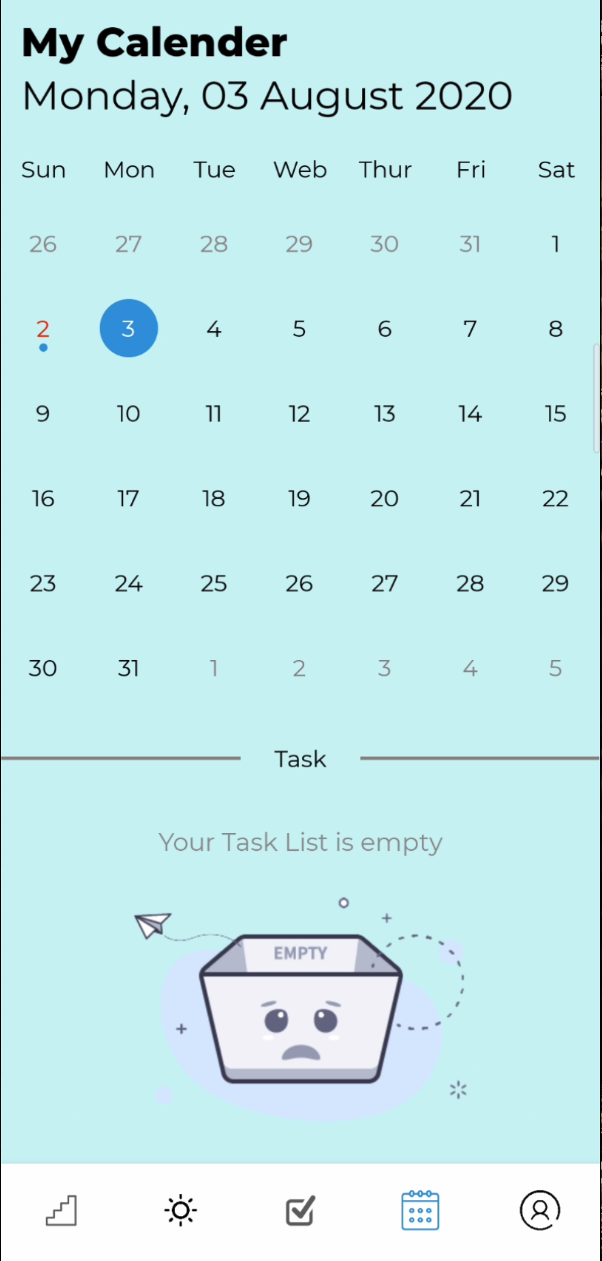 My Calender
Monday, 03 August 2020
Sun Mon Tue Web Thur Fri Sat
26 27 28 29 30 31 1
2 3 4 5 6 7 8
9 10 11 12 13 14 15
16 17 18 19 20 21 22
23 24 25 26 27 28 29
30 31 1 2 3 4 5
Task
Your Task List is empty
EMPTY